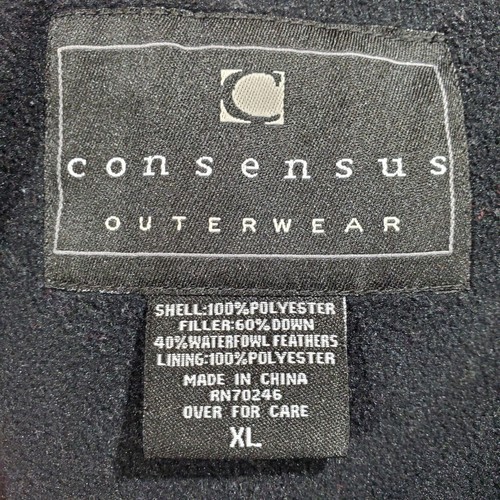 C
consensus
OUTERWEAR
SHELL:100%POLYESTER
FILLER:60%DOWN
40%WATERFOWL FEATHERS
LINING:100%POLYESTER
MADE IN CHINA
RN70246
OVER FOR CARE
XL